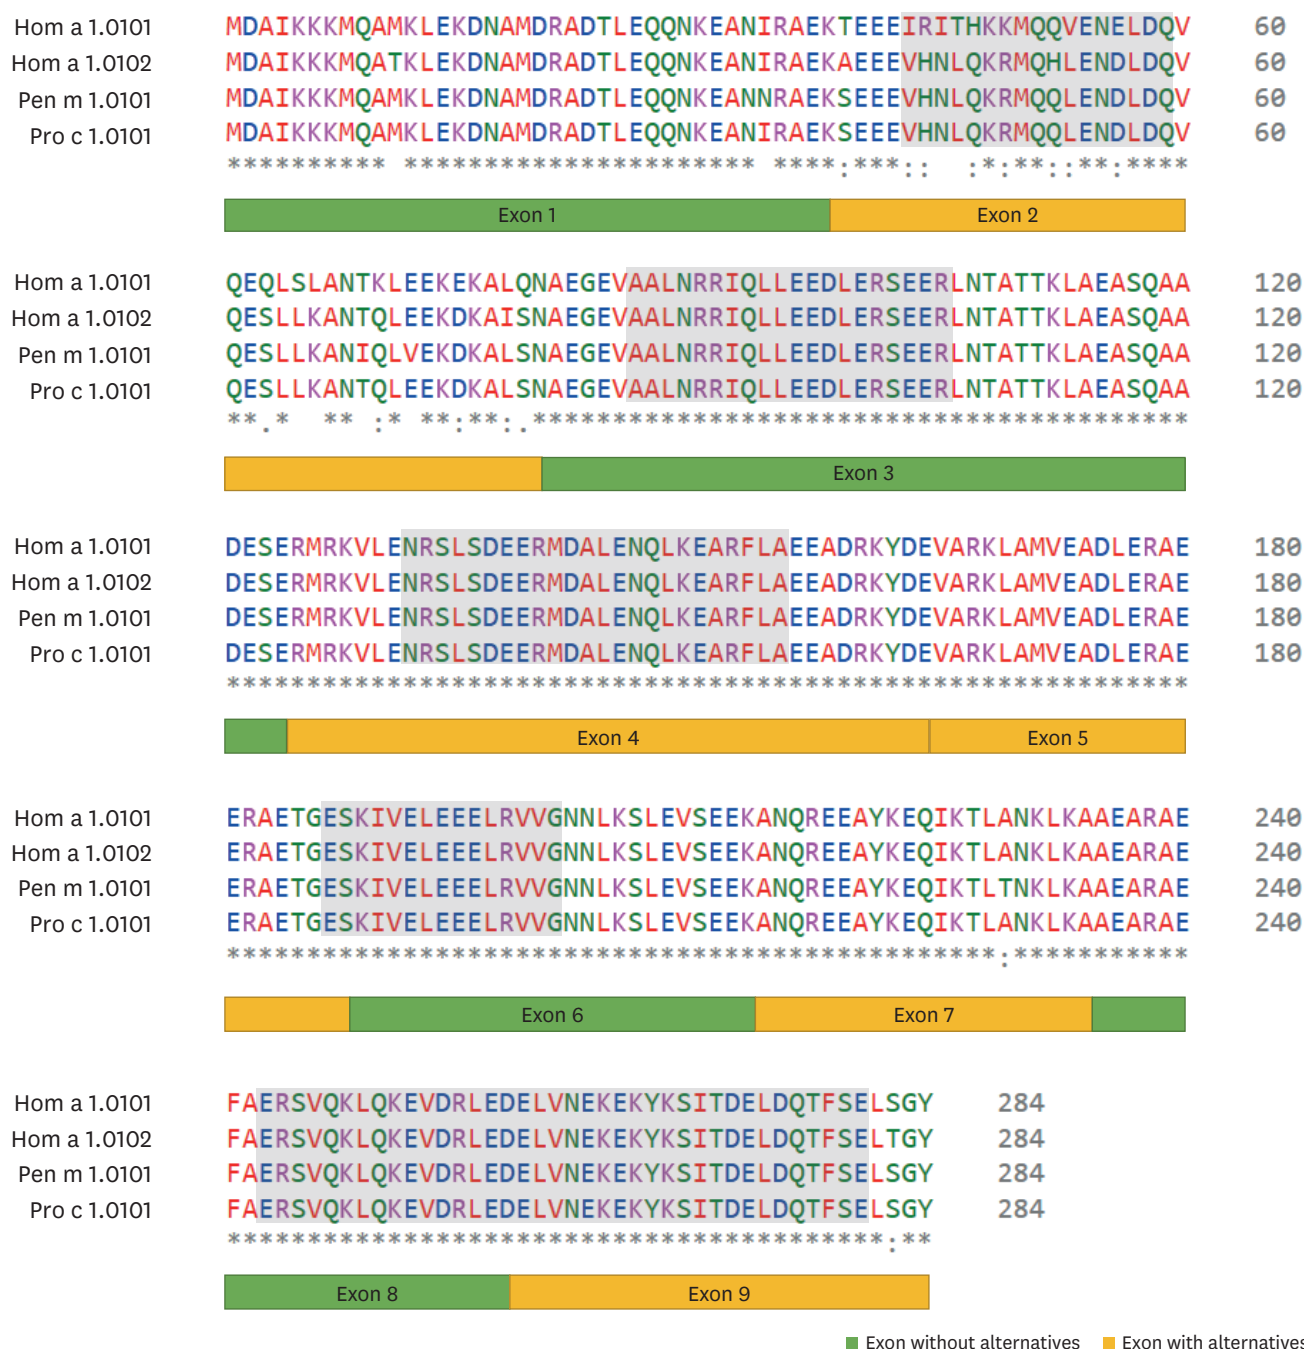 Hom a 1.0101 MDAIKKKMQAMKLEKDNAMDRADTLEQQNKEANIRAEKTEEEIRITHKKMQQVENELDQV 60
Hom a 1.0102 MDAIKKKMQATKLEKDNAMDRADTLEQQNKEANIRAEKAEEEVHNLQKRMQHLENDLDQV 60
Pen m 1.0101 MDAIKKKMQAMKLEKDNAMDRADTLEQQNKEANNRAEKSEEEVHNLQKRMQQLENDLDQV 60
Pro c 1.0101 MDAIKKKMQAMKLEKDNAMDRADTLEQQNKEANIRAEKSEEEVHNLQKRMQQLENDLDQV 60
********** ********************** ****:***::  :*:**::**:****
Exon 1 Exon 2
Hom a 1.0101 QEQLSLANTKLEEKEKALQNAEGEVAALNRRIQLLEEDLERSEERLNTATTKLAEASQAA 120
Hom a 1.0102 QESLLKANTQLEEKDKAISNAEGEVAALNRRIQLLEEDLERSEERLNTATTKLAEASQAA 120
Pen m 1.0101 QESLLKANIQLVEKDKALSNAEGEVAALNRRIQLLEEDLERSEERLNTATTKLAEASQAA 120
Pro c 1.0101 QESLLKANTQLEEKDKALSNAEGEVAALNRRIQLLEEDLERSEERLNTATTKLAEASQAA 120
**.*  ** :* **:**:.*****************************************
Exon 3
Hom a 1.0101 DESERMRKVLENRSLSDEERMDALENQLKEARFLAEEADRKYDEVARKLAMVEADLERAE 180
Hom a 1.0102 DESERMRKVLENRSLSDEERMDALENQLKEARFLAEEADRKYDEVARKLAMVEADLERAE 180
Pen m 1.0101 DESERMRKVLENRSLSDEERMDALENQLKEARFLAEEADRKYDEVARKLAMVEADLERAE 180
Pro c 1.0101 DESERMRKVLENRSLSDEERMDALENQLKEARFLAEEADRKYDEVARKLAMVEADLERAE 180
************************************************************
Exon 4 Exon 5
Hom a 1.0101 ERAETGESKIVELEEELRVVGNNLKSLEVSEEKANQREEAYKEQIKTLANKLKAAEARAE 240
Hom a 1.0102 ERAETGESKIVELEEELRVVGNNLKSLEVSEEKANQREEAYKEQIKTLANKLKAAEARAE 240
Pen m 1.0101 ERAETGESKIVELEEELRVVGNNLKSLEVSEEKANQREEAYKEQIKTLTNKLKAAEARAE 240
Pro c 1.0101 ERAETGESKIVELEEELRVVGNNLKSLEVSEEKANQREEAYKEQIKTLANKLKAAEARAE 240
************************************************:***********
Exon 6 Exon 7
Hom a 1.0101 FAERSVQKLQKEVDRLEDELVNEKEKYKSITDELDQTFSELSGY 284
Hom a 1.0102 FAERSVQKLQKEVDRLEDELVNEKEKYKSITDELDQTFSELTGY 284
Pen m 1.0101 FAERSVQKLQKEVDRLEDELVNEKEKYKSITDELDQTFSELSGY 284
Pro c 1.0101 FAERSVQKLQKEVDRLEDELVNEKEKYKSITDELDQTFSELSGY 284
*****************************************:**
Exon 8 Exon 9
Exon without alternatives Exon with alternatives